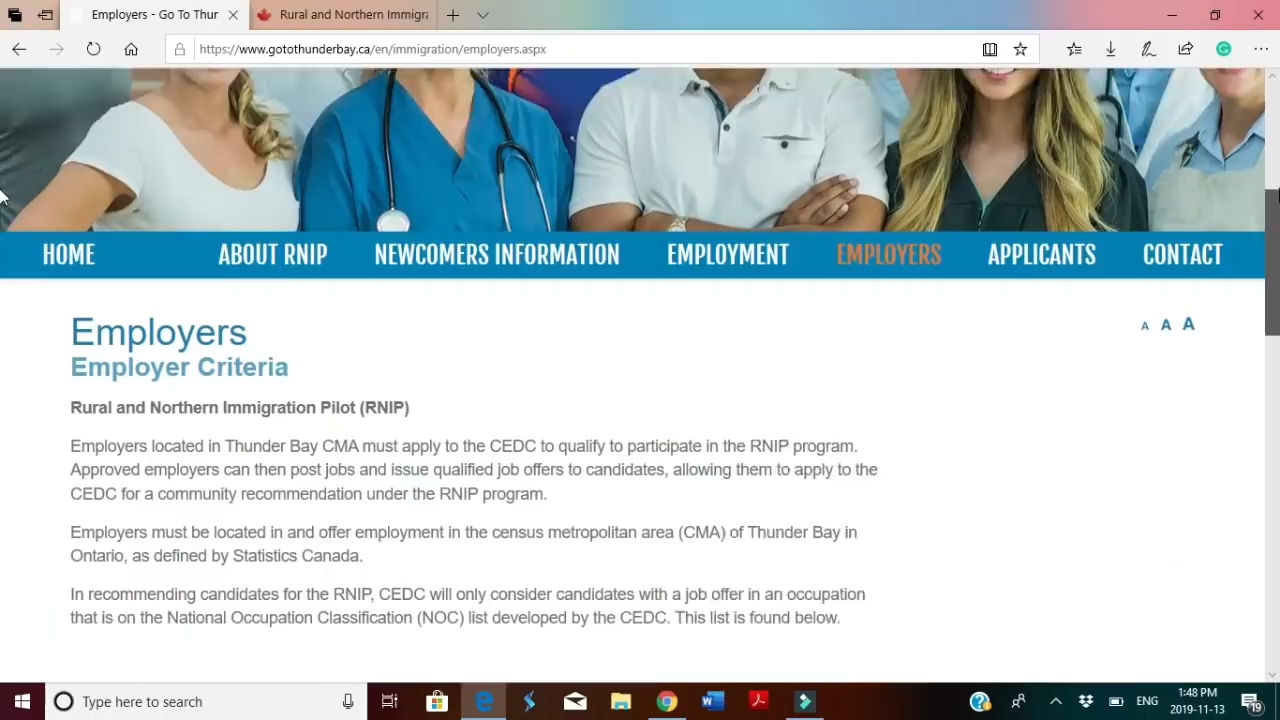 Employers - Go To Thur
Rural and Northern Immigra
https://www.gotothunderbay.ca/en/immigration/employers.aspx
HOME ABOUT RNIP NEWCOMERS INFORMATION EMPLOYMENT EMPLOYERS APPLICANTS CONTACT
Employers
A A A
Employer Criteria
Rural and Northern Immigration Pilot (RNIP)
Employers located in Thunder Bay CMA must apply to the CEDC to qualify to participate in the RNIP program.
Approved employers can then post jobs and issue qualified job offers to candidates, allowing them to apply to the
CEDC for a community recommendation under the RNIP program.
Employers must be located in and offer employment in the census metropolitan area (CMA) of Thunder Bay in
Ontario, as defined by Statistics Canada.
In recommending candidates for the RNIP, CEDC will only consider candidates with a job offer in an occupation
that is on the National Occupation Classification (NOC) list developed by the CEDC. This list is found below.
Type here to search
ENG
1:48 PM
2019-11-13
19